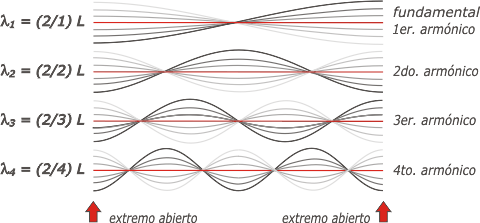 λ₁ = (2/1) L
fundamental
1er. armónico
λ₂ = (2/2) L
2do. armónico
λ₃ = (2/3) L
3er. armónico
λ₄ = (2/4) L
4to. armónico
extremo abierto
extremo abierto